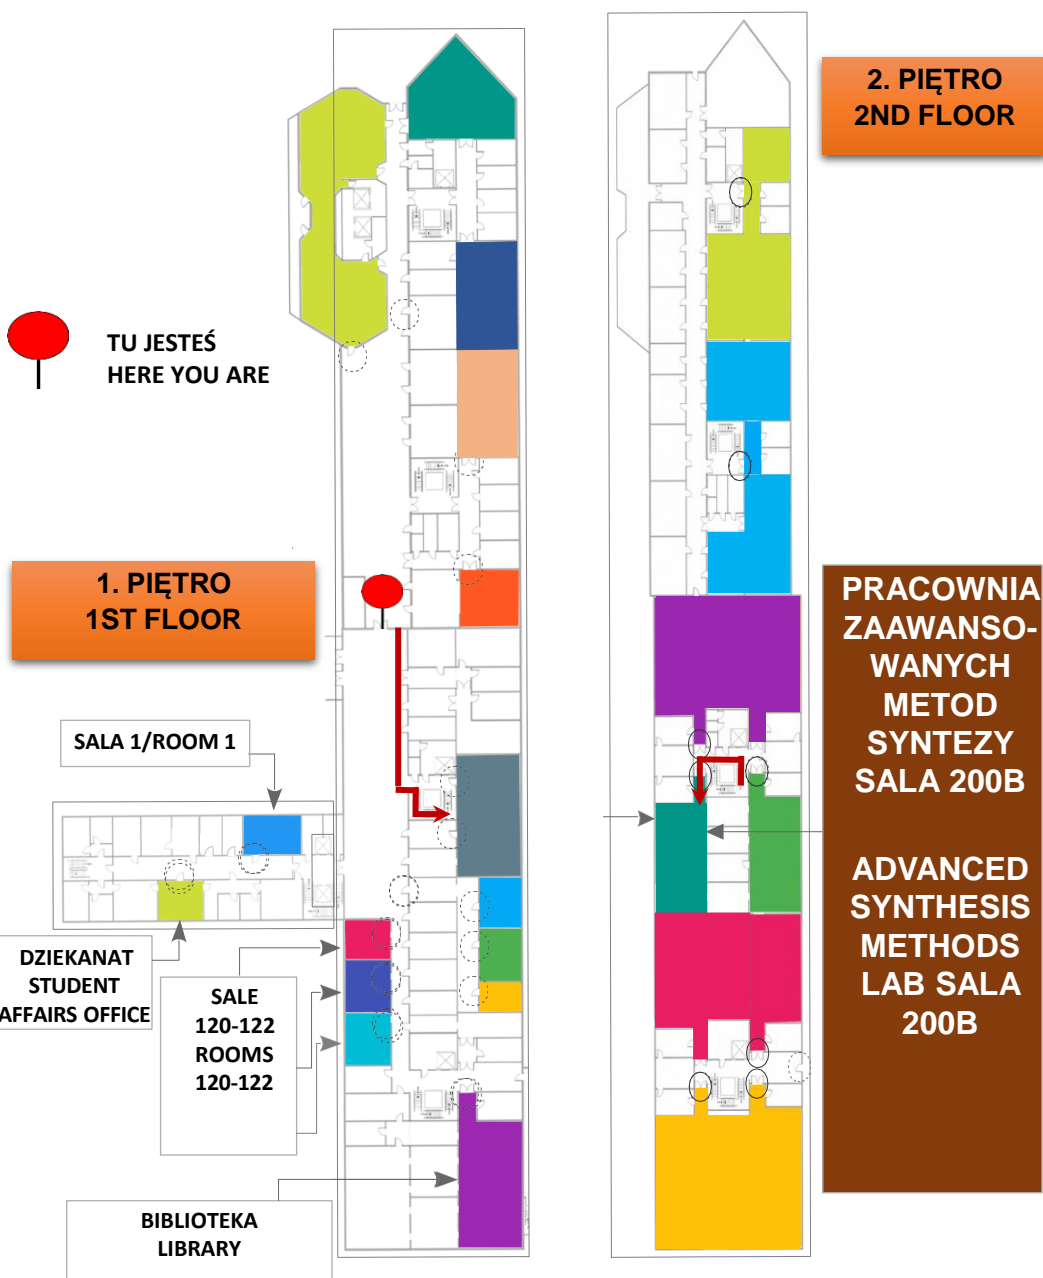 2. PIĘTRO
2ND FLOOR
TU JESTEŚ
HERE YOU ARE
1. PIĘTRO
1ST FLOOR
PRACOWNIA
ZAAWANSO-
WANYCH
METOD
SYNTEZY
SALA 200B
ADVANCED
SYNTHESIS
METHODS
LAB SALA
200B
SALA 1/ROOM 1
DZIEKANAT
STUDENT
AFFAIRS OFFICE
SALE
120-122
ROOMS
120-122
BIBLIOTEKA
LIBRARY